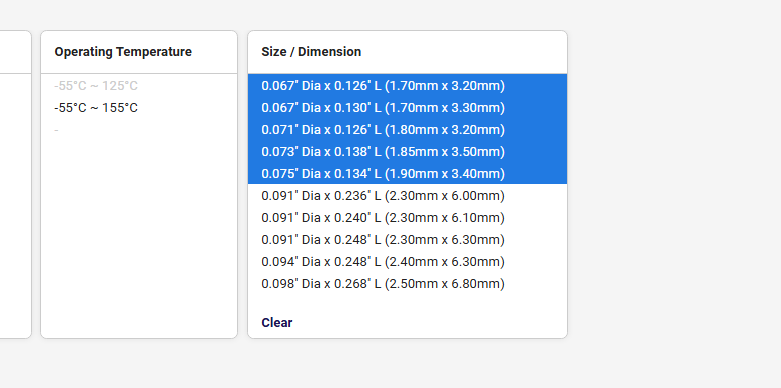 Operating Temperature
-55°C ~ 125°C
-55°C ~ 155°C
-
Size / Dimension
0.067" Dia x 0.126" L (1.70mm x 3.20mm)
0.067" Dia x 0.130" L (1.70mm x 3.30mm)
0.071" Dia x 0.126" L (1.80mm x 3.20mm)
0.073" Dia x 0.138" L (1.85mm x 3.50mm)
0.075" Dia x 0.134" L (1.90mm x 3.40mm)
0.091" Dia x 0.236" L (2.30mm x 6.00mm)
0.091" Dia x 0.240" L (2.30mm x 6.10mm)
0.091" Dia x 0.248" L (2.30mm x 6.30mm)
0.094" Dia x 0.248" L (2.40mm x 6.30mm)
0.098" Dia x 0.268" L (2.50mm x 6.80mm)
Clear